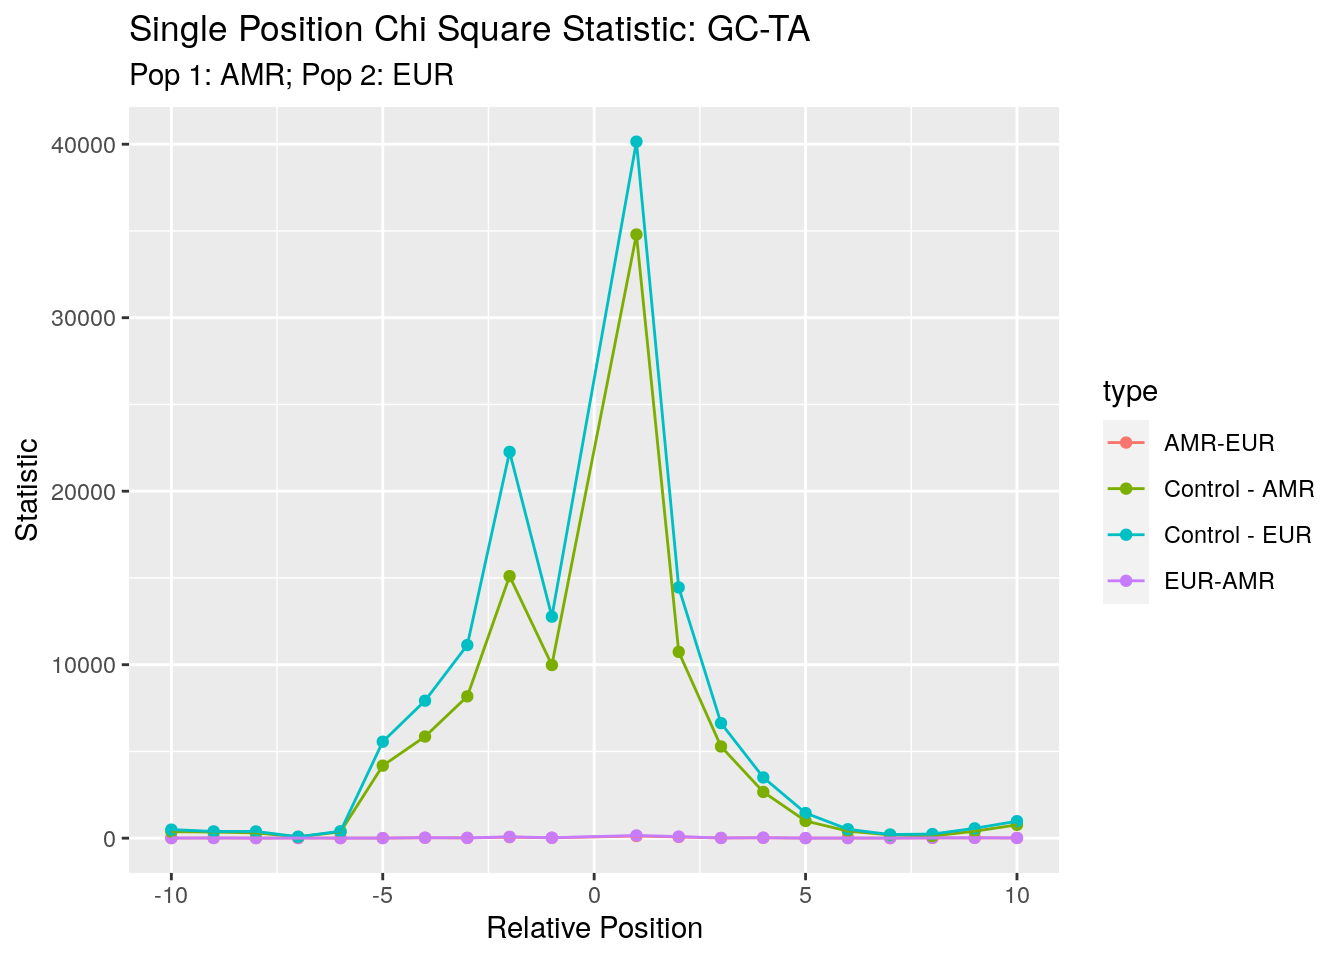 Single Position Chi Square Statistic: GC-TA
Pop 1: AMR; Pop 2: EUR
40000
30000
20000
10000
0
Statistic
-10
-5
0
5
10
Relative Position
type
AMR-EUR
Control - AMR
Control - EUR
EUR-AMR